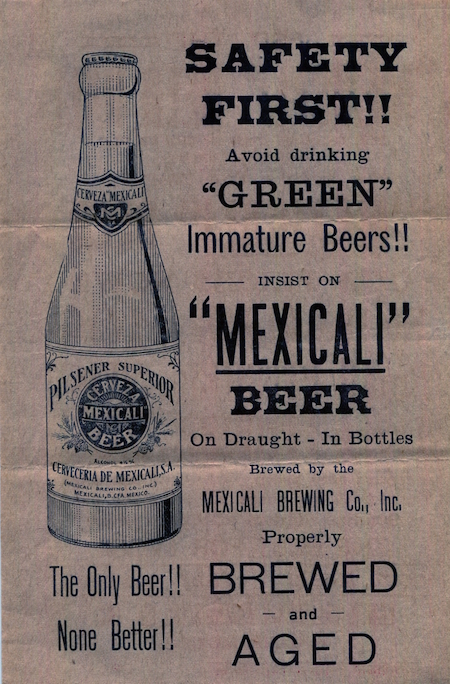 SAFETY
FIRST!!
Avoid drinking
"GREEN"
Immature Beers!!
INSIST ON
"MEXICALI"
BEER
On Draught - In Bottles
Brewed by the
MEXICALI BREWING Co., Inc.
Properly
BREWED
and
AGED
CERVEZA "MEXICALI"
M
PILSENER SUPERIOR
CERVEZA
MEXICALI
BEER
CERVECERIA DE MEXICALI, S.A.
(MEXICALI BREWING CO., INC.)
MEXICALI, D.CFA. MEXICO.
The Only Beer!!
None Better!!